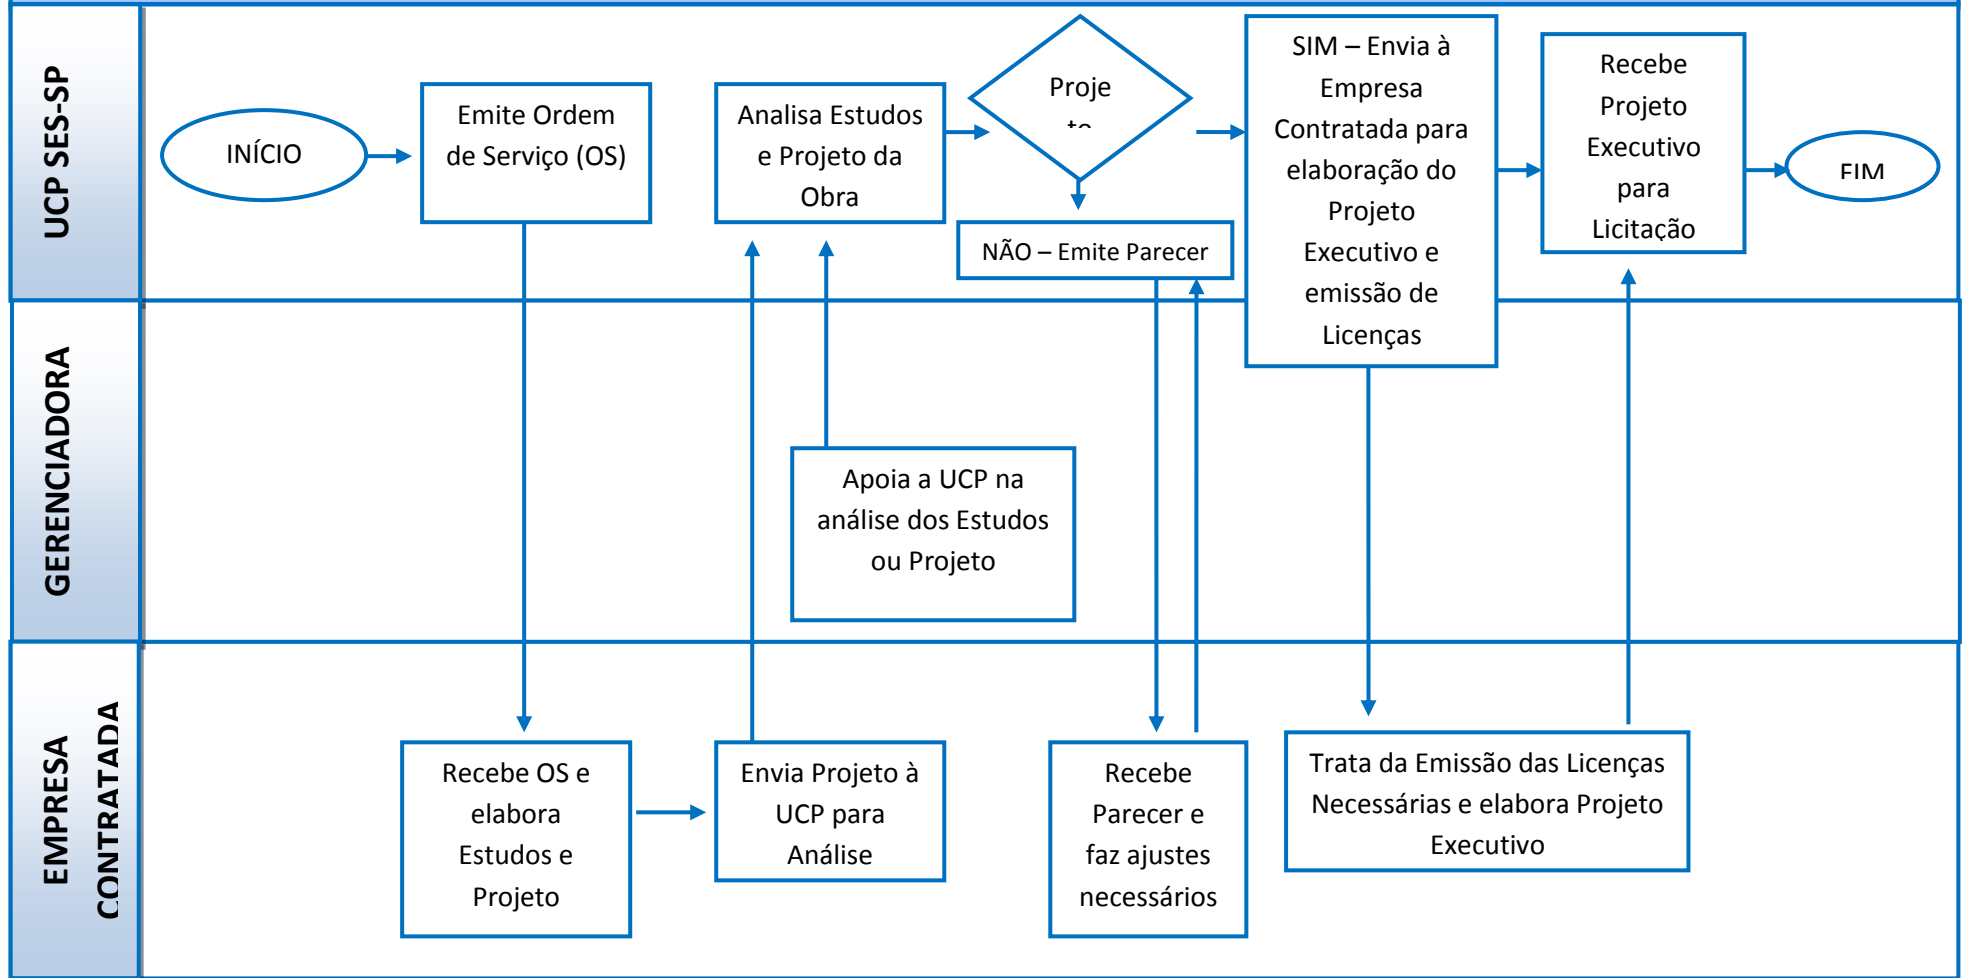 UCP SES-SP
INÍCIO
Emite Ordem
de Serviço (OS)
Analisa Estudos
e Projeto da
Obra
Proje
to
NÃO – Emite Parecer
SIM – Envia à
Empresa
Contratada para
elaboração do
Projeto
Executivo e
emissão de
Licenças
Recebe
Projeto
Executivo
para
Licitação
FIM
GERENCIADORA
Apoia a UCP na
análise dos Estudos
ou Projeto
EMPRESA
CONTRATADA
Recebe OS e
elabora
Estudos e
Projeto
Envia Projeto à
UCP para
Análise
Recebe
Parecer e
faz ajustes
necessários
Trata da Emissão das Licenças
Necessárias e elabora Projeto
Executivo